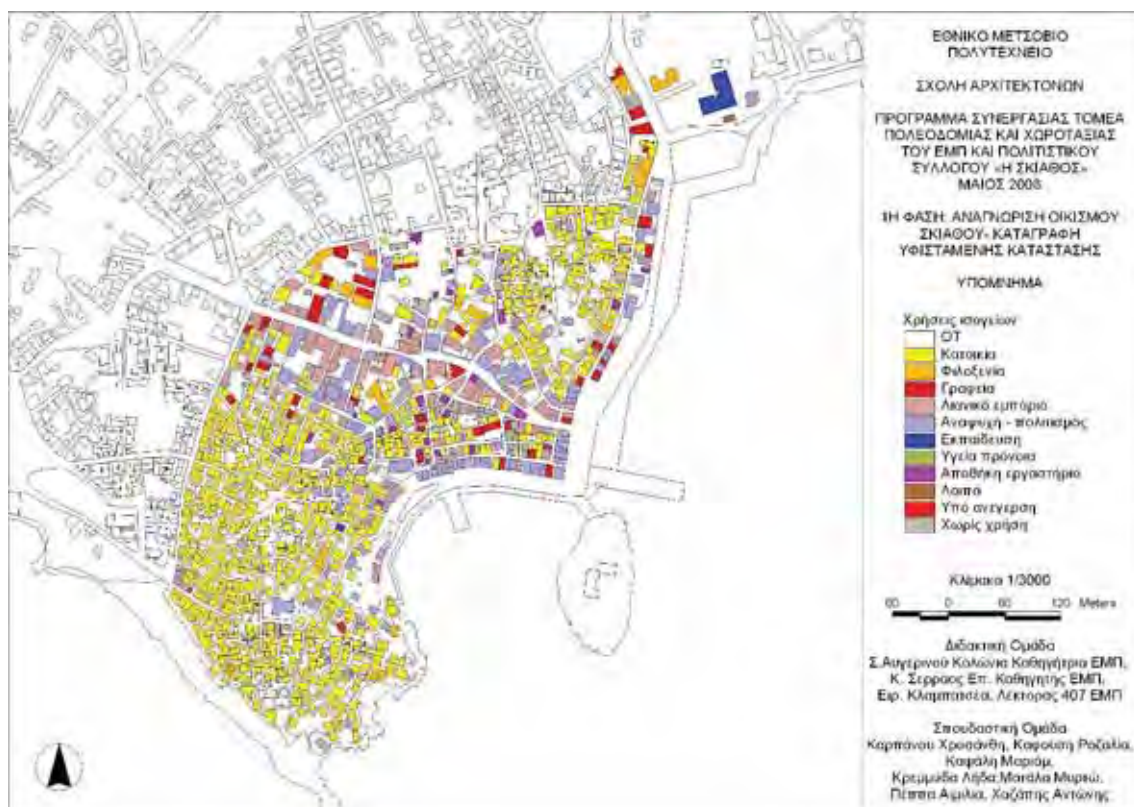 ΕΘΝΙΚΟ ΜΕΤΣΟΒΙΟ
ΠΟΛΥΤΕΧΝΕΙΟ
ΣΧΟΛΗ ΑΡΧΙΤΕΚΤΟΝΩΝ
ΠΡΟΓΡΑΜΜΑ ΣΥΝΕΡΓΑΣΙΑΣ ΤΟΜΕΑ
ΠΟΛΕΟΔΟΜΙΑΣ ΚΑΙ ΧΩΡΟΤΑΞΙΑΣ
ΤΟΥ ΕΜΠ ΚΑΙ ΠΟΛΙΤΙΣΤΙΚΟΥ
ΣΥΛΛΟΓΟΥ «Η ΣΚΙΑΘΟΣ»
ΜΑΙΟΣ 2008
ΦΑΣΗ: ΑΝΑΓΝΩΡΙΣΗ ΟΙΚΙΣΜΟΥ
ΣΚΙΑΘΟΥ- ΚΑΤΑΓΡΑΦΗ
ΥΦΙΣΤΑΜΕΝΗΣ ΚΑΤΑΣΤΑΣΗΣ
ΥΠΟΜΝΗΜΑ
Χρήσεις ισογείων
ΟΤ
Κατοικία
Φιλοξενία
Γραφεία
Λιανικό εμπόριο
Αναψυχή - πολιτισμός
Εκπαίδευση
Υγεία πρόνοια
Αποθήκη εργαστήριο
Λοιπά
Υπό ανέγερση
Χωρίς χρήση
Κλίμακα 1/3000
60 0 60 120 Meters
Διδακτική Ομάδα
Σ.Αυγερινού Κολώνια Καθηγήτρια ΕΜΠ,
Κ. Σερράος Επ. Καθηγητής ΕΜΠ,
Ειρ. Κλαμπατσέα, Λέκτορας 407 ΕΜΠ
Σπουδαστική Ομάδα
Καρπάνου Χρυσάνθη, Καφούση Ροζαλία,
Καψάλη Μαριάμ,
Κρεμμύδα Λήδα,Ματάλα Μυρτώ,
Πέππα Αιμιλία, Χαζάπης Αντώνης